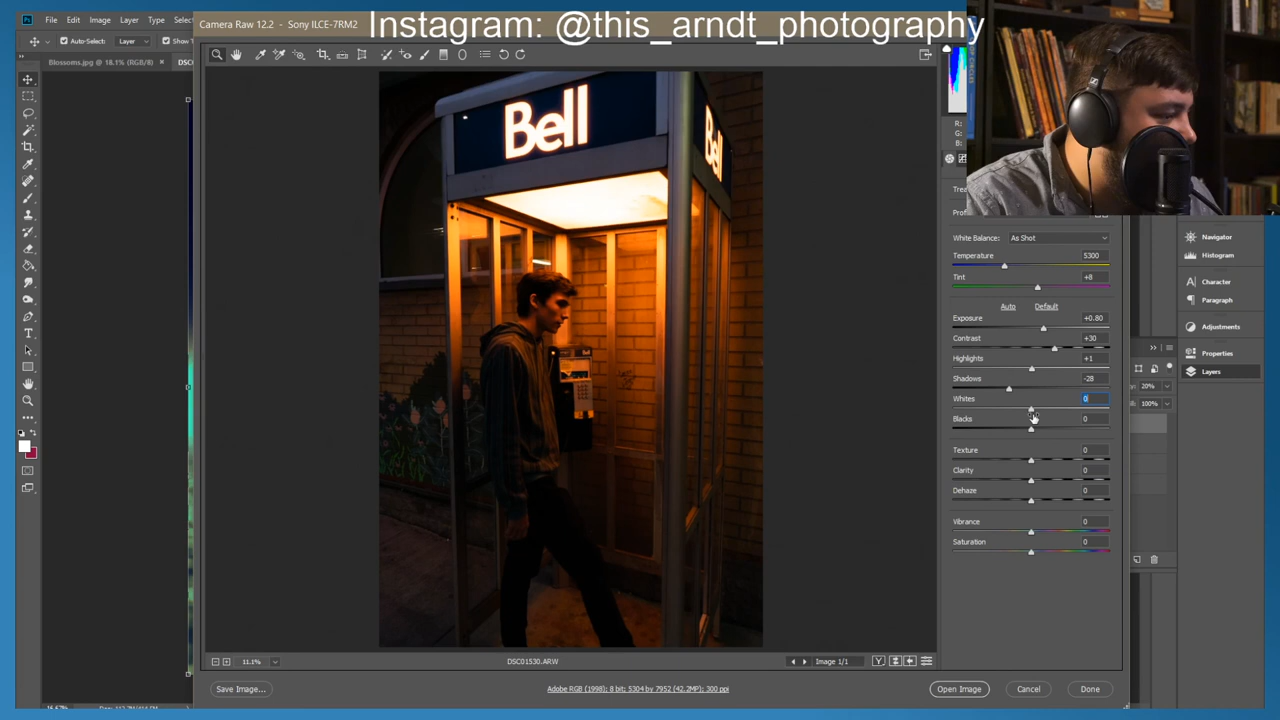 Instagram: @this_arndt_photography
File Edit Image Layer Type
Camera Raw 12.2 - Sony ILCE-7RM2
Auto-Select: Layer
Blossoms.jpg @ 18.1% (RGB/8) ×
Bell
Bell
R:
G:
B:
White Balance: As Shot
Temperature 5300
Tint +8
Auto Default
Exposure +0.80
Contrast +30
Highlights +1
Shadows -28
Whites 0
Blacks 0
Texture 0
Clarity 0
Dehaze 0
Vibrance 0
Saturation 0
Navigator
Histogram
Character
Paragraph
Adjustments
Properties
Layers
20%
100%
11.1%
DSC01530.ARW
Image 1/1
Save Image...
Adobe RGB (1998); 8 bit; 5304 by 7952 (42.2MP); 300 ppi
Open Image
Cancel
Done